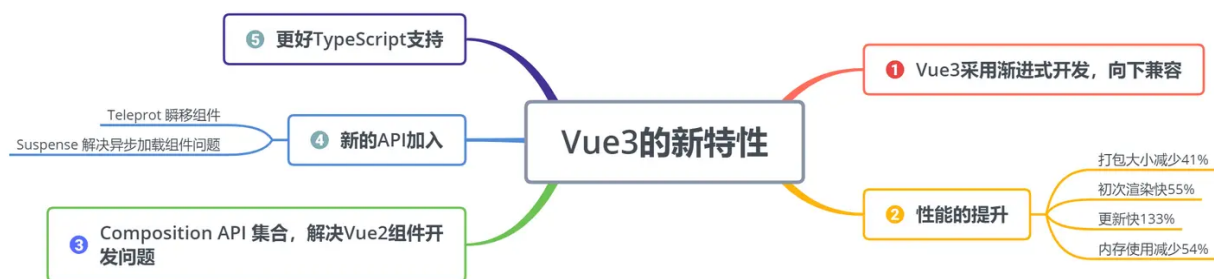 Vue3的新特性
1 Vue3采用渐进式开发，向下兼容
2 性能的提升
打包大小减少41%
初次渲染快55%
更新快133%
内存使用减少54%
3 Composition API 集合，解决Vue2组件开
发问题
4 新的API加入
Teleprot 瞬移组件
Suspense 解决异步加载组件问题
5 更好TypeScript支持